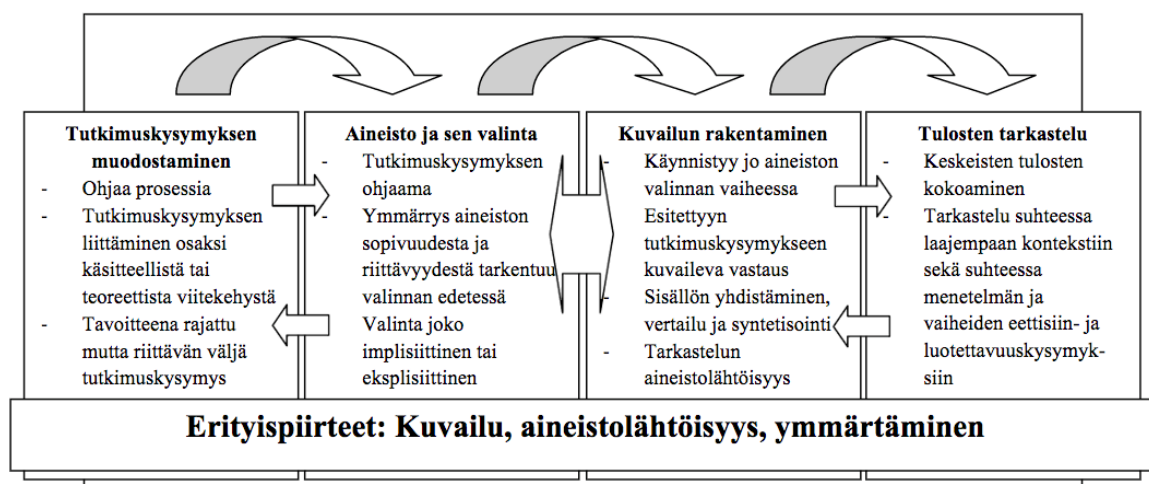 Tutkimuskysymyksen
muodostaminen
- Ohjaa prosessia
- Tutkimuskysymyksen
liittäminen osaksi
käsitteellistä tai
teoreettista viitekehystä
- Tavoitteena rajattu
mutta riittävän väljä
tutkimuskysymys
Aineisto ja sen valinta
- Tutkimuskysymyksen
ohjaama
- Ymmärrys aineiston
sopivuudesta ja
riittävyydestä tarkentuu
valinnan edetessä
- Valinta joko
implisiittinen tai
eksplisiittinen
Kuvailun rakentaminen
- Käynnistyy jo aineiston
valinnan vaiheessa
Esitettyyn
tutkimuskysymykseen
kuvaileva vastaus
- Sisällön yhdistäminen,
vertailu ja syntetisointi
- Tarkastelun
aineistolähtöisyys
Tulosten tarkastelu
- Keskeisten tulosten
kokoaminen
- Tarkastelu suhteessa
laajempaan kontekstiin
sekä suhteessa
menetelmän ja
vaiheiden eettisiin- ja
luotettavuuskysymyk-
siin
Erityispiirteet: Kuvailu, aineistolähtöisyys, ymmärtäminen